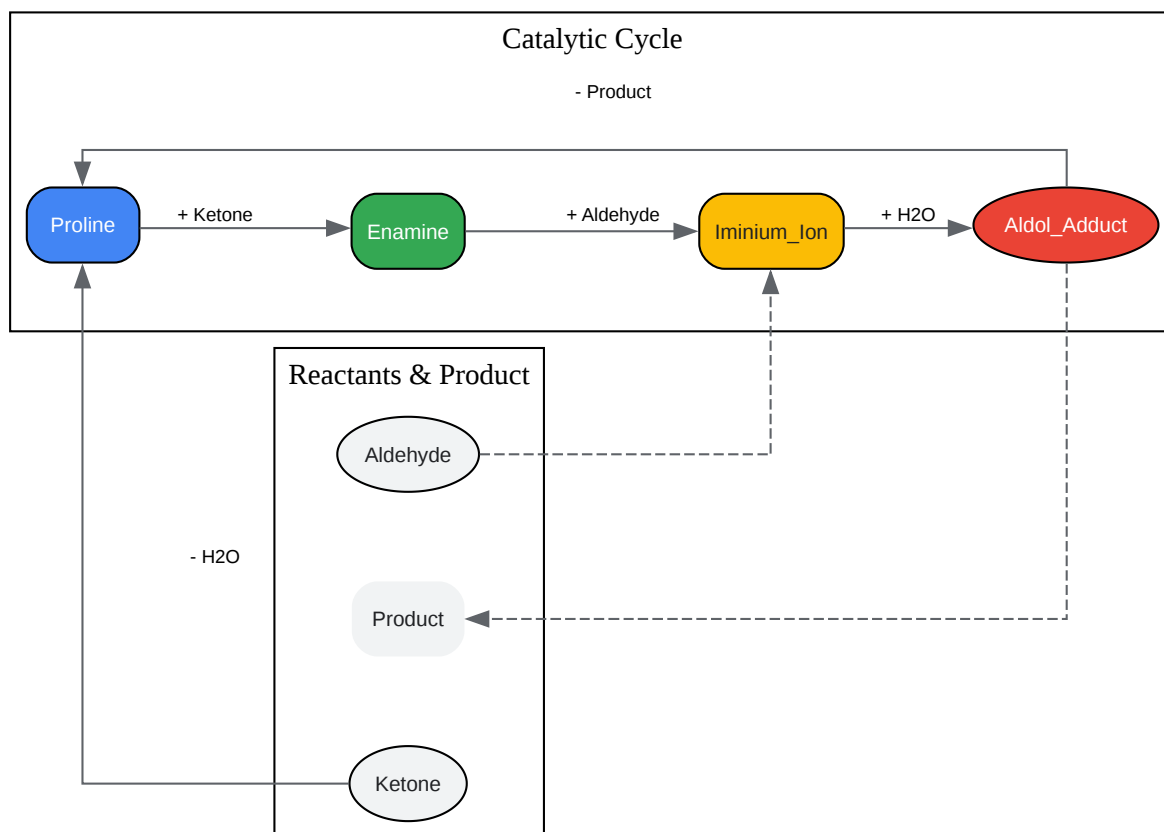 Catalytic Cycle
- Product
Proline
+ Ketone
Enamine
+ Aldehyde
Iminium_Ion
+ H2O
Aldol_Adduct
Reactants & Product
Aldehyde
- H2O
Product
Ketone